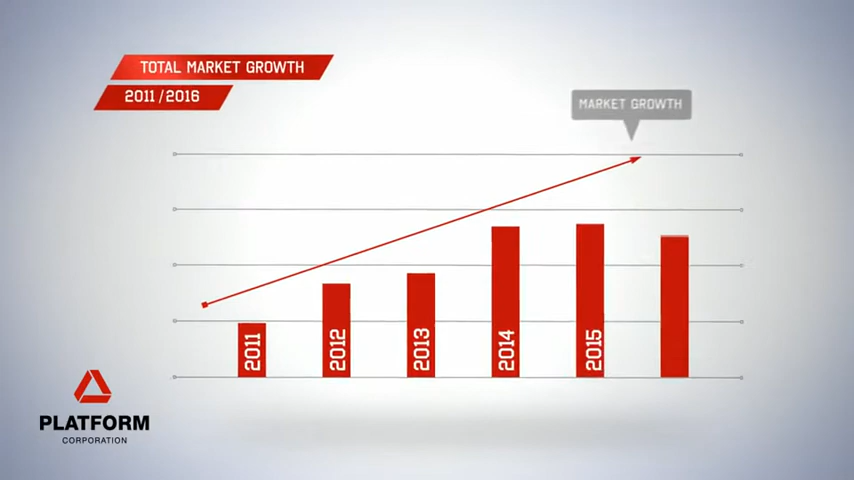 TOTAL MARKET GROWTH
2011/2016
MARKET GROWTH
2011
2012
2013
2014
2015
PLATFORM
CORPORATION